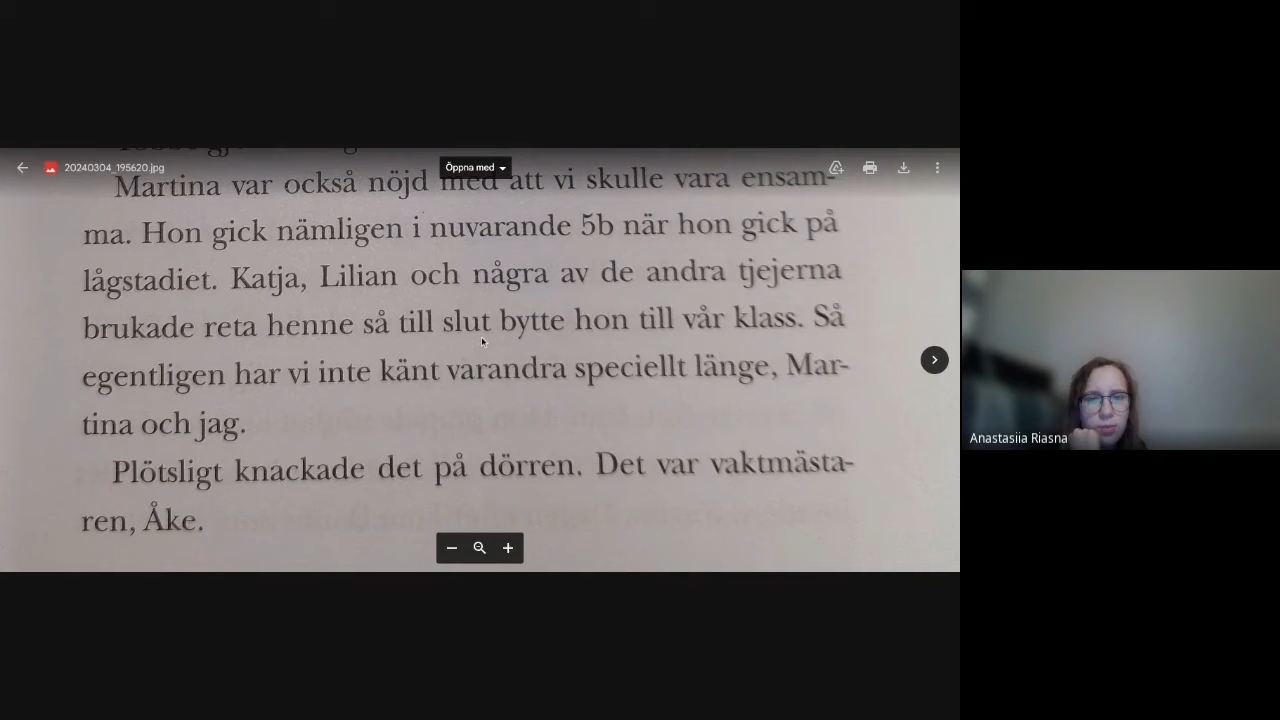 20240304_195620.jpg
Öppna med
Martina var också nöjd med att vi skulle vara ensam-
ma. Hon gick nämligen i nuvarande 5b när hon gick på
lågstadiet. Katja, Lilian och några av de andra tjejerna
brukade reta henne så till slut bytte hon till vår klass. Så
egentligen har vi inte känt varandra speciellt länge, Mar-
tina och jag.
Plötsligt knackade det på dörren. Det var vaktmästa-
ren, Åke.
Anastasiia Riasna